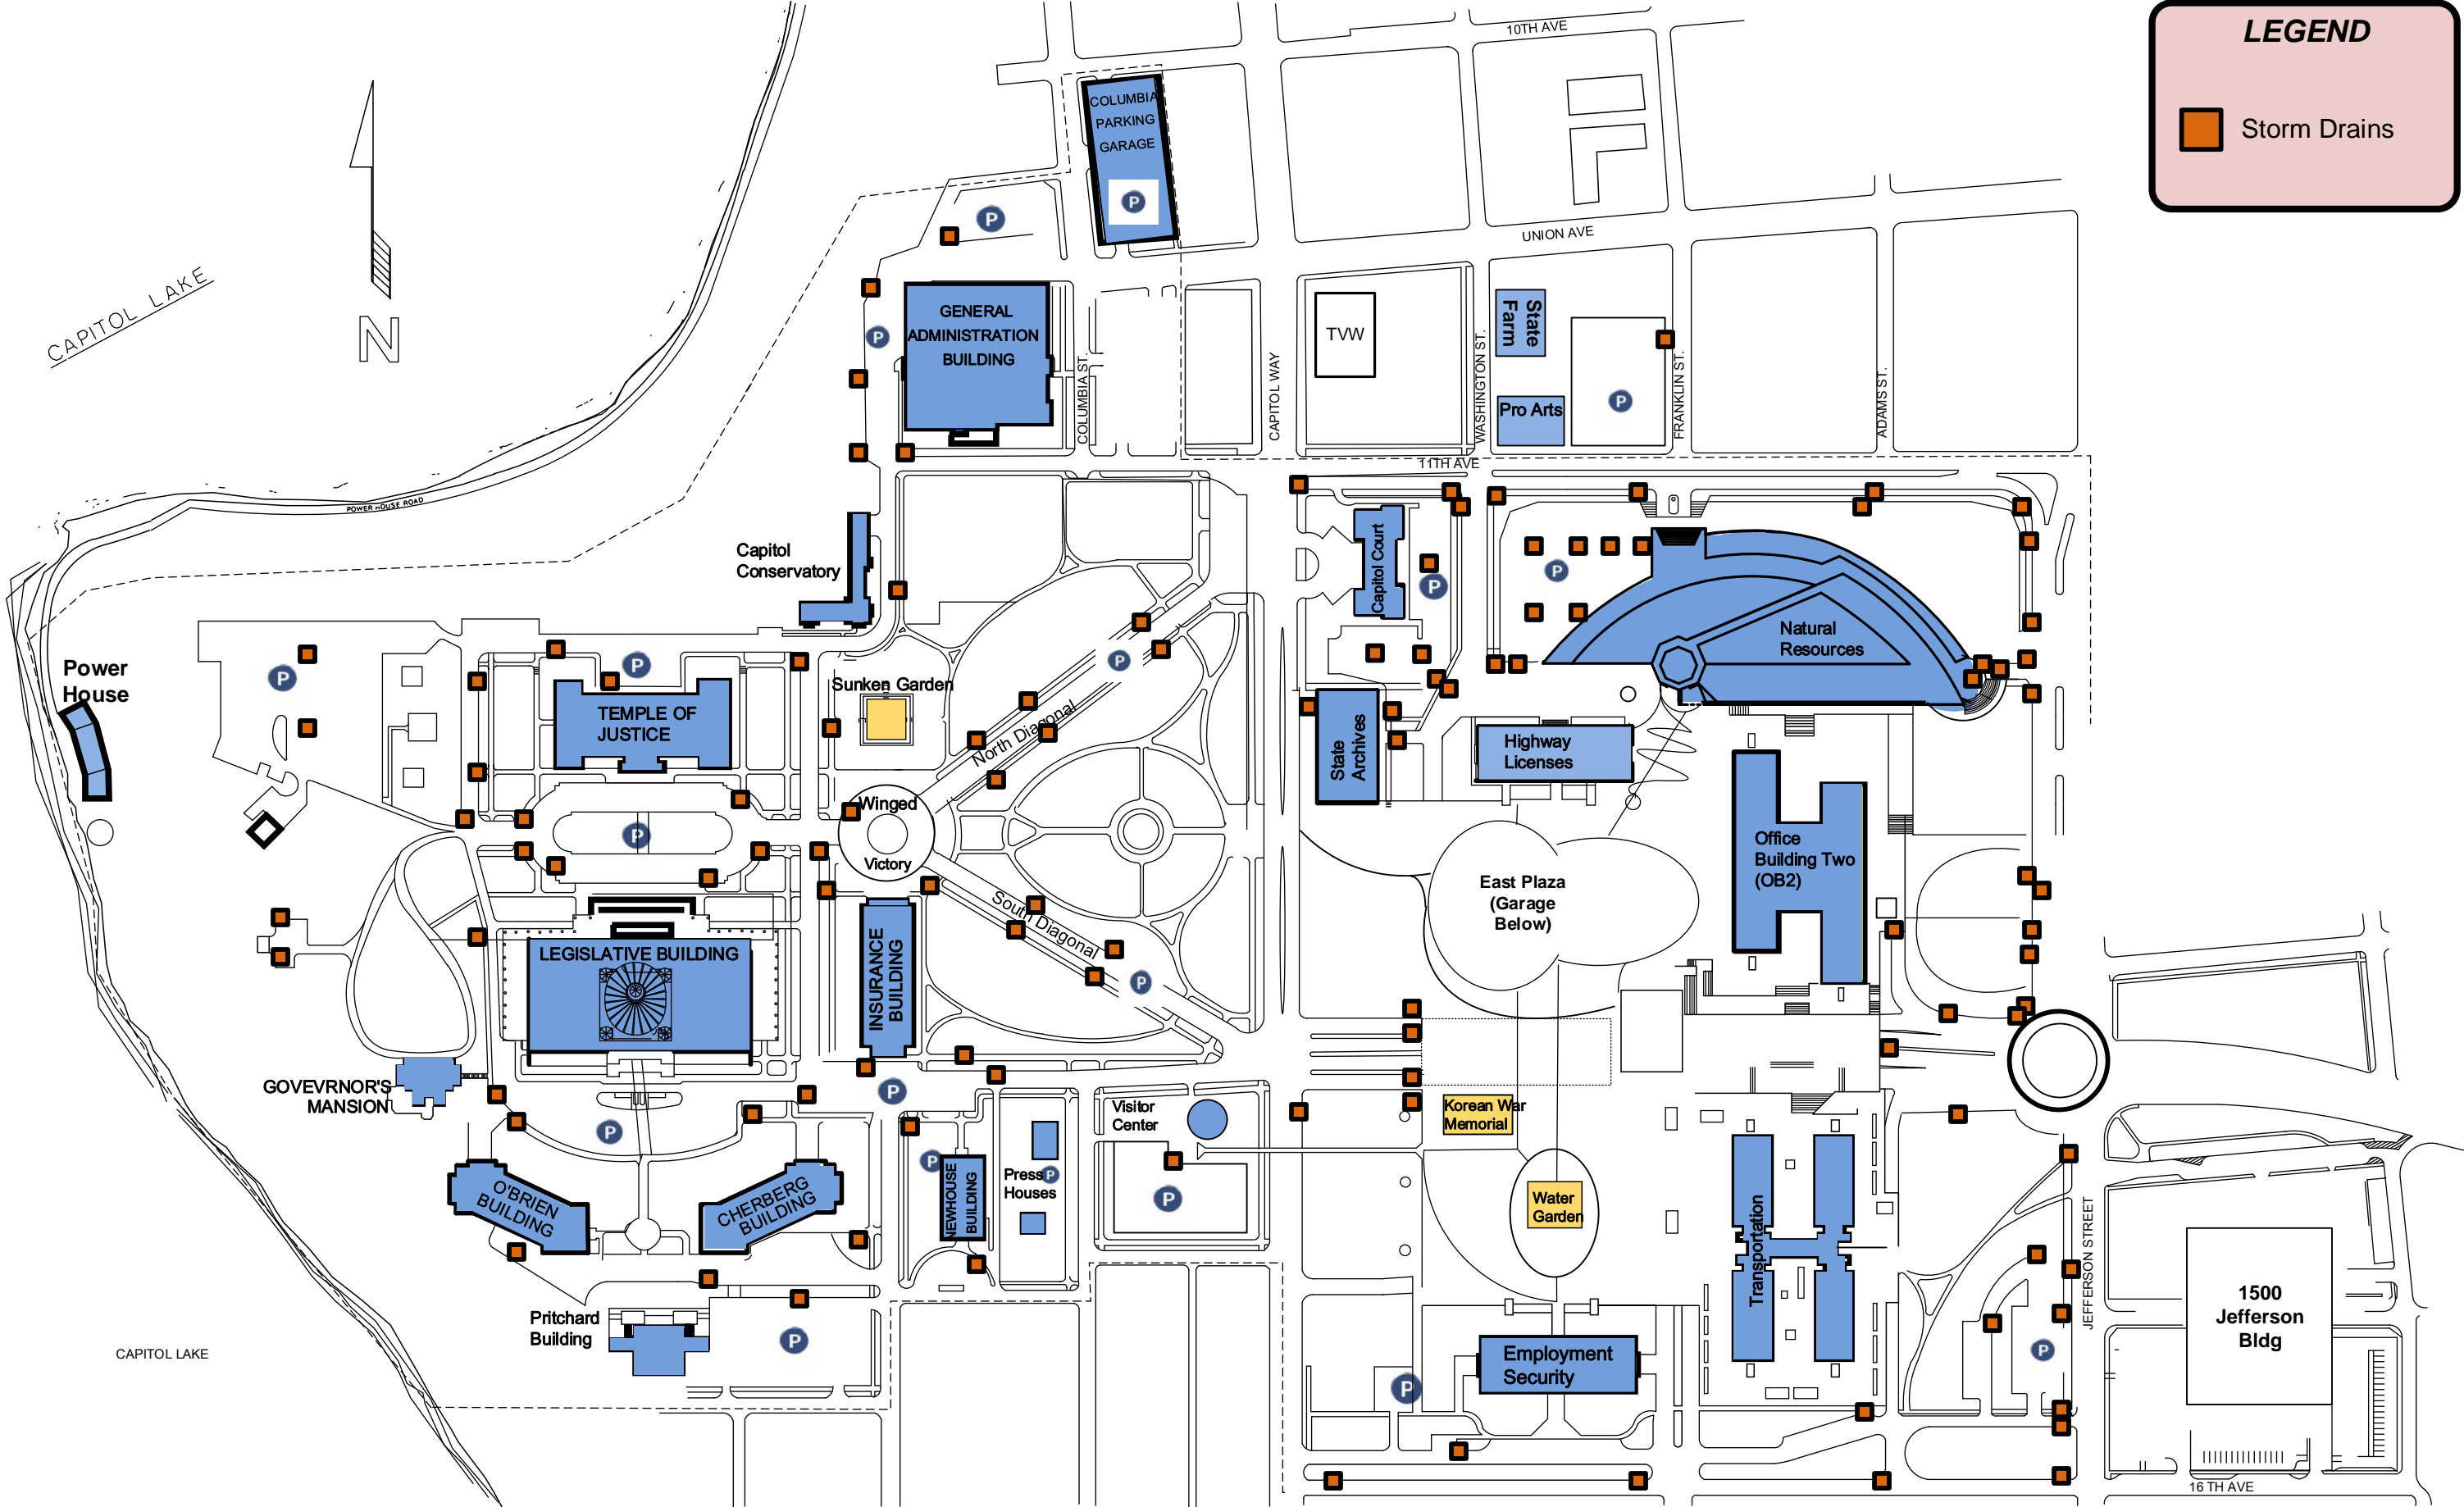 LEGEND
Storm Drains
10TH AVE
COLUMBIA
PARKING
GARAGE
P
P
UNION AVE
CAPITOL LAKE
N
GENERAL
ADMINISTRATION
BUILDING
P
COLUMBIA ST.
CAPITOL WAY
TVW
WASHINGTON ST.
State
Farm
Pro Arts
P
FRANKLIN ST.
ADAMS ST.
11TH AVE
POWER HOUSE ROAD
Capitol
Conservatory
Capitol Court
P
P
Natural
Resources
Power
House
P
P
TEMPLE OF
JUSTICE
Sunken Garden
P
North Diagonal
State
Archives
Highway
Licenses
Winged
Victory
P
Office
Building Two
(OB2)
East Plaza
(Garage
Below)
South Diagonal
P
LEGISLATIVE BUILDING
INSURANCE
BUILDING
GOVEVRNOR'S
MANSION
P
P
Visitor
Center
Korean War
Memorial
O'BRIEN
BUILDING
CHERBERG
BUILDING
P
NEWHOUSE
BUILDING
Press
Houses
P
P
Water
Garden
Transportation
JEFFERSON STREET
Pritchard
Building
P
CAPITOL LAKE
P
Employment
Security
P
1500
Jefferson
Bldg
16 TH AVE